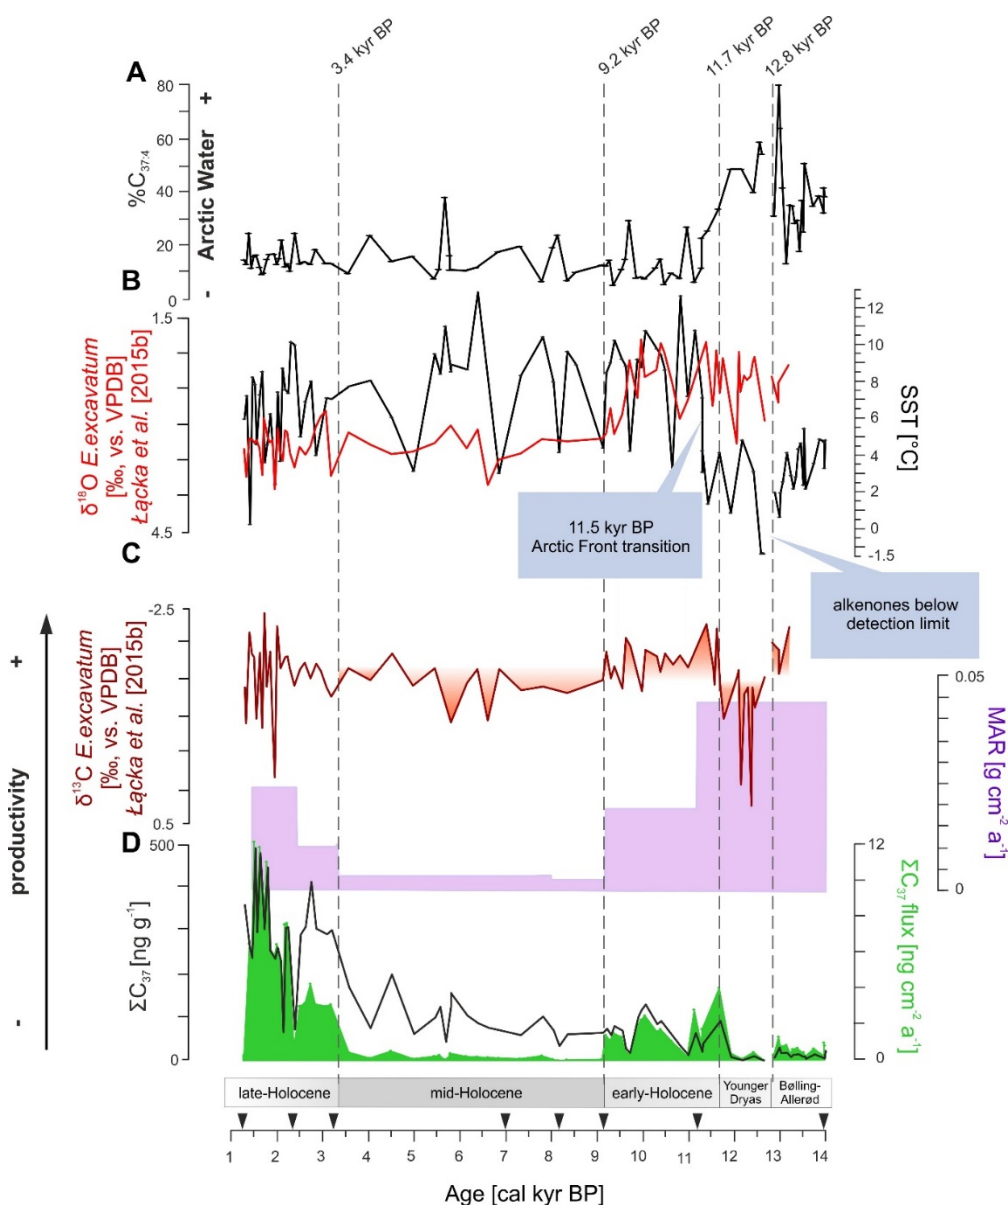 3.4 kyr BP
9.2 kyr BP
11.7 kyr BP
12.8 kyr BP
A
80
60
40
20
0
%C37:4
- Arctic Water +
B
1.5
4.5
δ18O E.excavatum
[‰, vs. VPDB]
Łącka et al. [2015b]
12
10
8
6
4
2
0
-1.5
SST [°C]
11.5 kyr BP
Arctic Front transition
alkenones below
detection limit
C
-2.5
0.5
δ13C E.excavatum
[‰, vs. VPDB]
Łącka et al. [2015b]
0.05
0
MAR [g cm-2 a-1]
- productivity +
D
500
0
ΣC37 [ng g-1]
12
0
ΣC37 flux [ng cm-2 a-1]
late-Holocene
mid-Holocene
early-Holocene
Younger
Dryas
Bølling-
Allerød
1 2 3 4 5 6 7 8 9 10 11 12 13 14
Age [cal kyr BP]